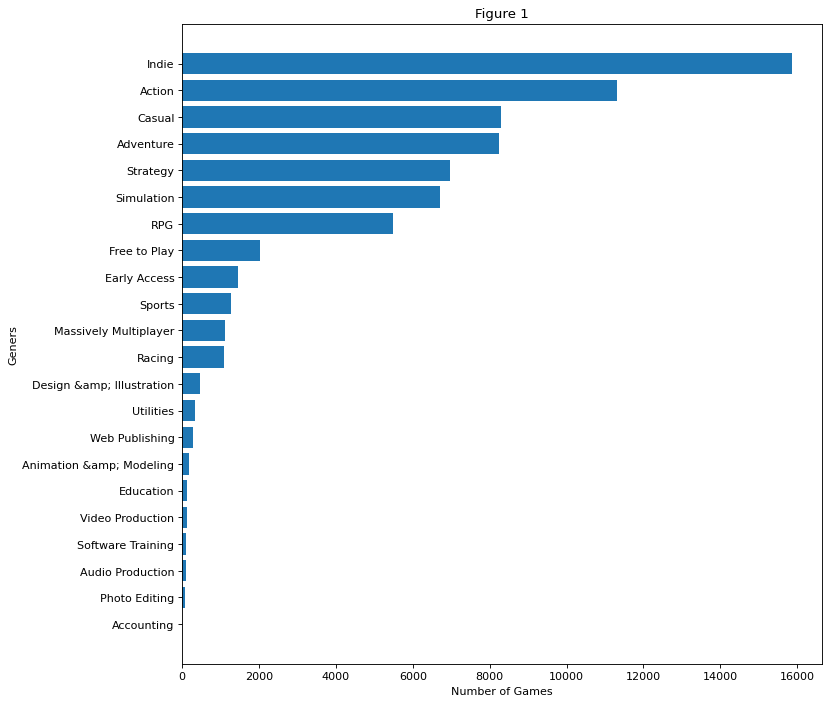 Figure 1
Geners
Indie
Action
Casual
Adventure
Strategy
Simulation
RPG
Free to Play
Early Access
Sports
Massively Multiplayer
Racing
Design &amp; Illustration
Utilities
Web Publishing
Animation &amp; Modeling
Education
Video Production
Software Training
Audio Production
Photo Editing
Accounting
0 2000 4000 6000 8000 10000 12000 14000 16000
Number of Games